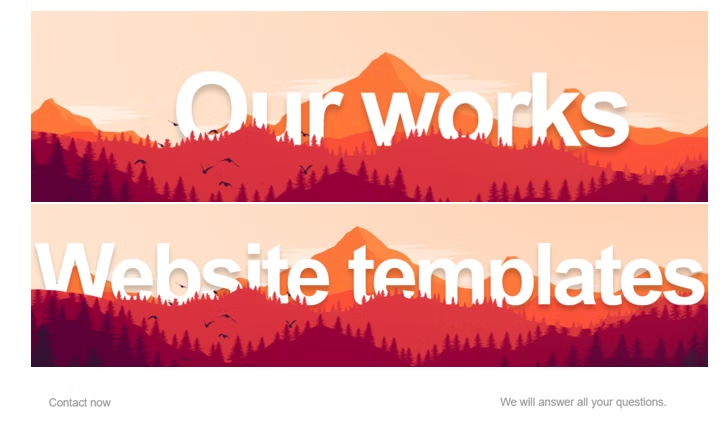 Our works
Website templates
Contact now
We will answer all your questions.